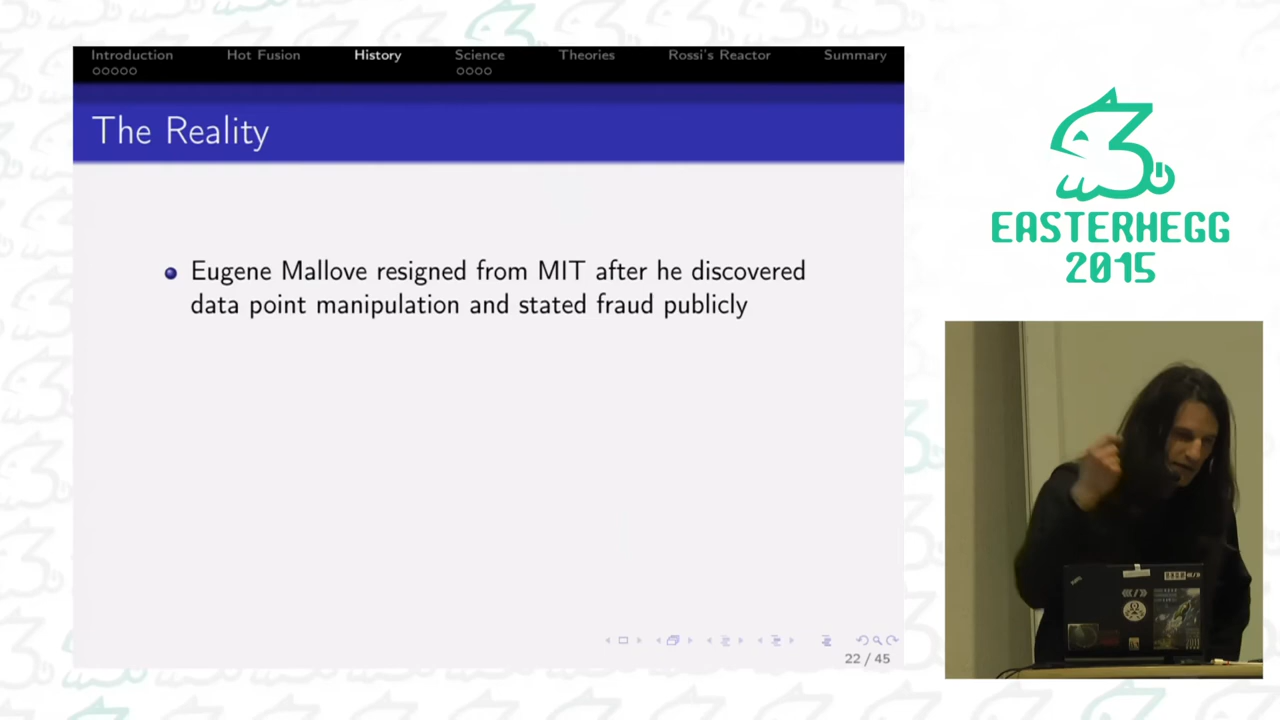 Introduction
Hot Fusion
History
Science
Theories
Rossi's Reactor
Summary
The Reality
Eugene Mallove resigned from MIT after he discovered
data point manipulation and stated fraud publicly
22 / 45
EASTERHEGG
2015